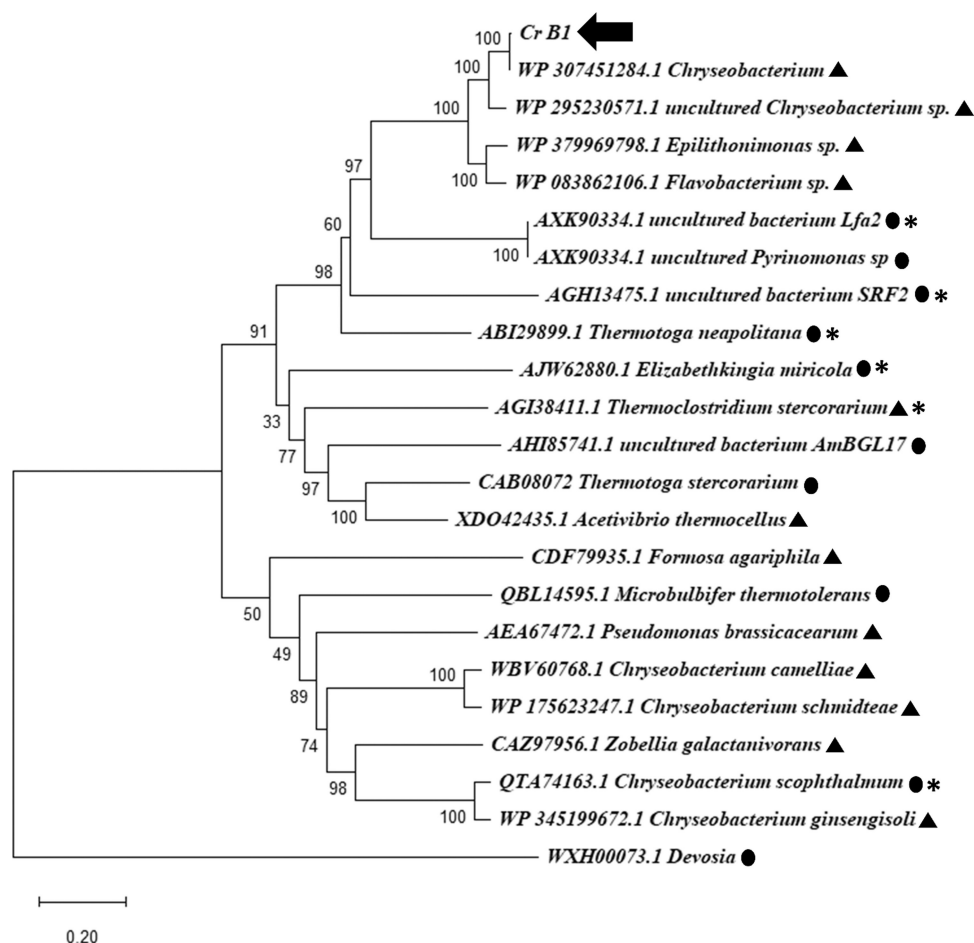 Cr B1
100
WP 307451284.1 Chryseobacterium
100
WP 295230571.1 uncultured Chryseobacterium sp.
100
WP 379969798.1 Epilithonimonas sp.
100
WP 083862106.1 Flavobacterium sp.
97
AXK90334.1 uncultured bacterium Lfa2 *
100
AXK90334.1 uncultured Pyrinomonas sp
60
AGH13475.1 uncultured bacterium SRF2 *
98
ABI29899.1 Thermotoga neapolitana *
91
AJW62880.1 Elizabethkingia miricola *
33
AGI38411.1 Thermoclostridium stercorarium *
77
AHI85741.1 uncultured bacterium AmBGL17
97
CAB08072 Thermotoga stercorarium
100
XDO42435.1 Acetivibrio thermocellus
CDF79935.1 Formosa agariphila
50
QBL14595.1 Microbulbifer thermotolerans
49
AEA67472.1 Pseudomonas brassicacearum
89
WBV60768.1 Chryseobacterium camelliae
100
WP 175623247.1 Chryseobacterium schmidteae
74
CAZ97956.1 Zobellia galactanivorans
98
QTA74163.1 Chryseobacterium scophthalmum *
100
WP 345199672.1 Chryseobacterium ginsengisoli
WXH00073.1 Devosia
0.20